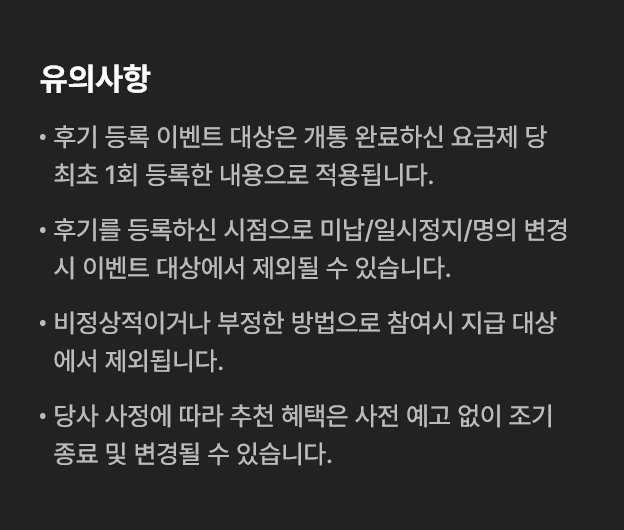 유의사항
• 후기 등록 이벤트 대상은 개통 완료하신 요금제 당
최초 1회 등록한 내용으로 적용됩니다.
• 후기를 등록하신 시점으로 미납/일시정지/명의 변경
시 이벤트 대상에서 제외될 수 있습니다.
• 비정상적이거나 부정한 방법으로 참여시 지급 대상
에서 제외됩니다.
• 당사 사정에 따라 추천 혜택은 사전 예고 없이 조기
종료 및 변경될 수 있습니다.